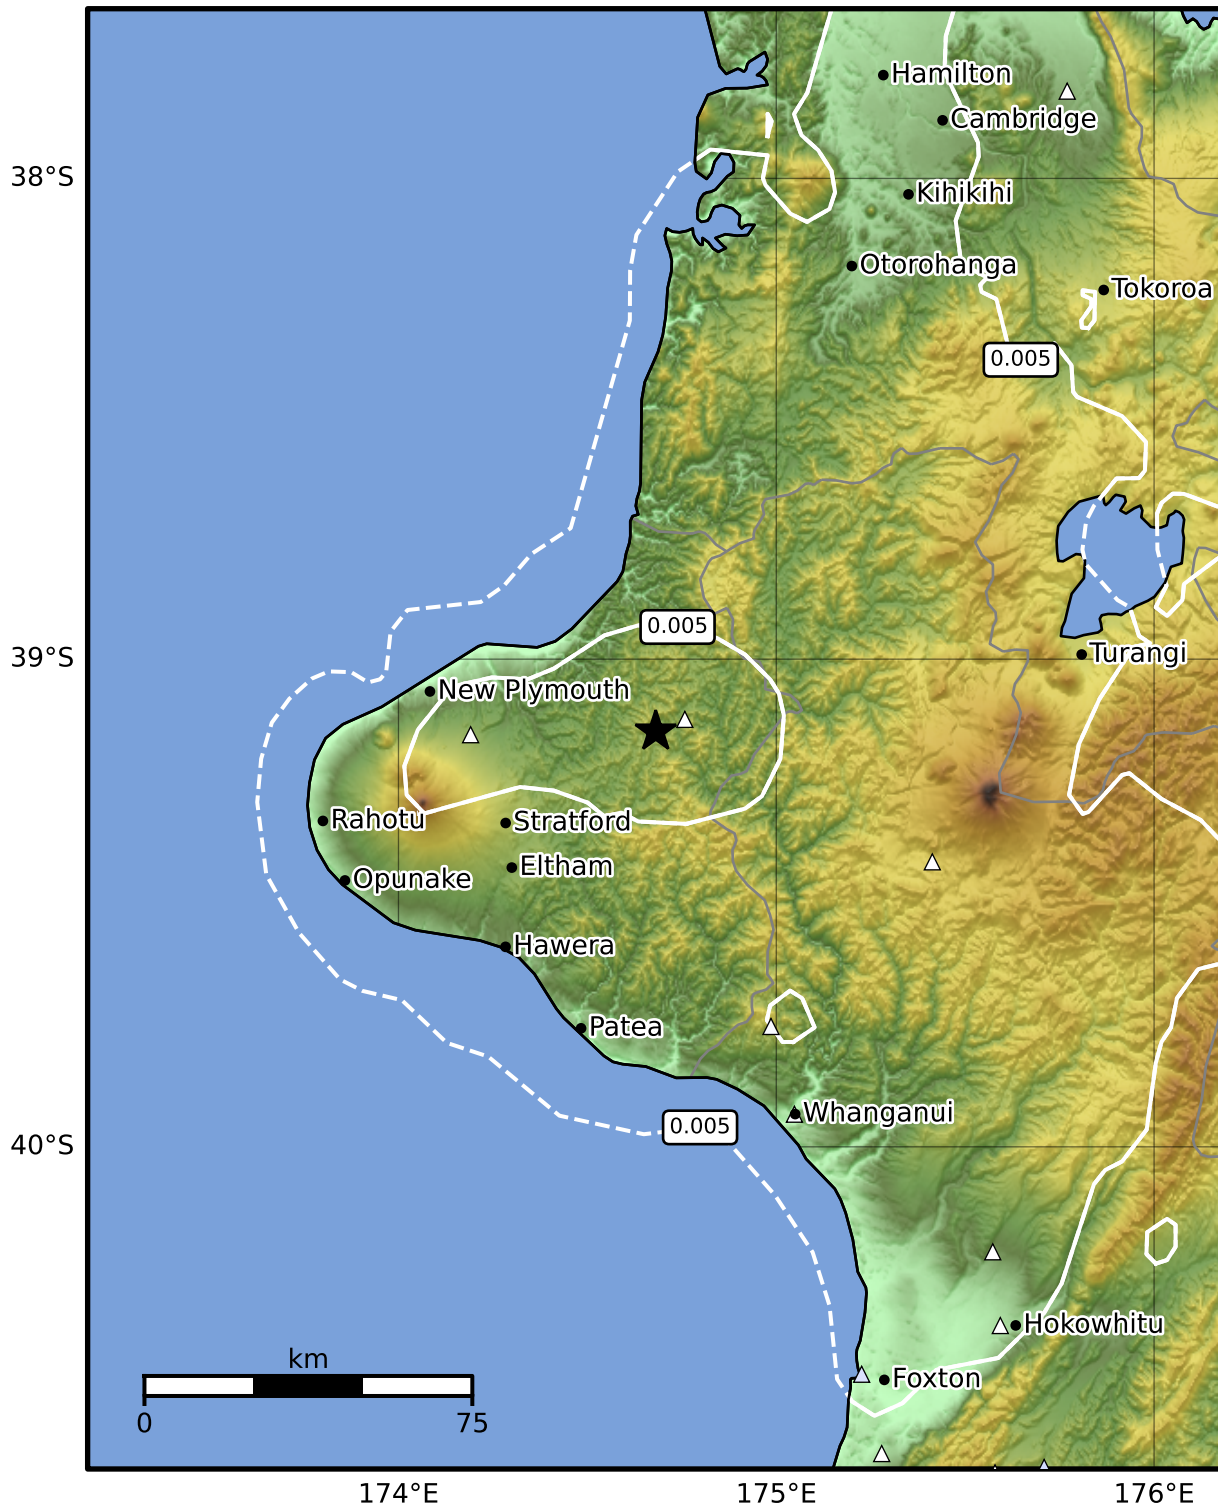 Hamilton
Cambridge
38°S
Kihikihi
Otorohanga
Tokoroa
0.005
0.005
39°S
Turangi
New Plymouth
Rahotu
Stratford
Eltham
Opunake
Hawera
Patea
Whanganui
0.005
40°S
Hokowhitu
km
Foxton
0
75
174°E
175°E
176°E